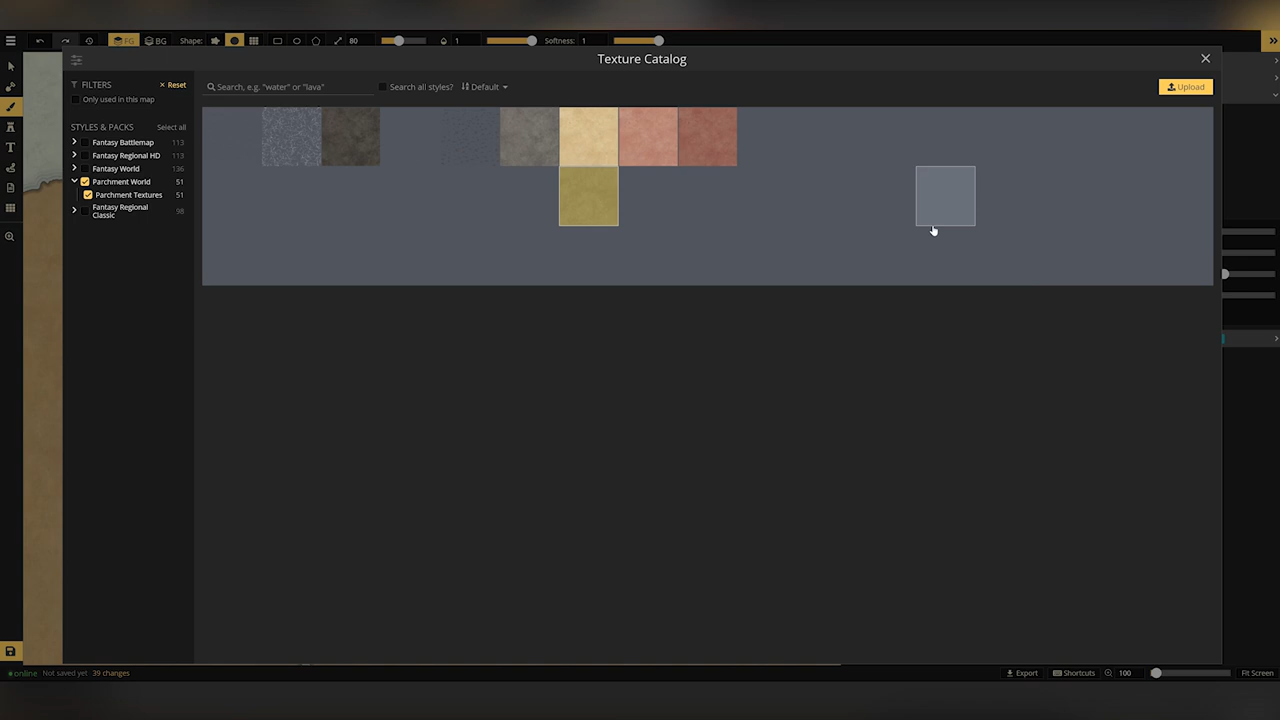 FG
BG
Shape:
80
1
Softness: 1
Texture Catalog
FILTERS
Reset
Only used in this map
STYLES & PACKS
Select all
Fantasy Battlemap 113
Fantasy Regional HD 113
Fantasy World 136
Parchment World 51
Parchment Textures 51
Fantasy Regional
Classic
98
Search, e.g. "water" or "lava"
Search all styles?
Default
Upload
online
Not saved yet
39 changes
Export
Shortcuts
100
Fit Screen